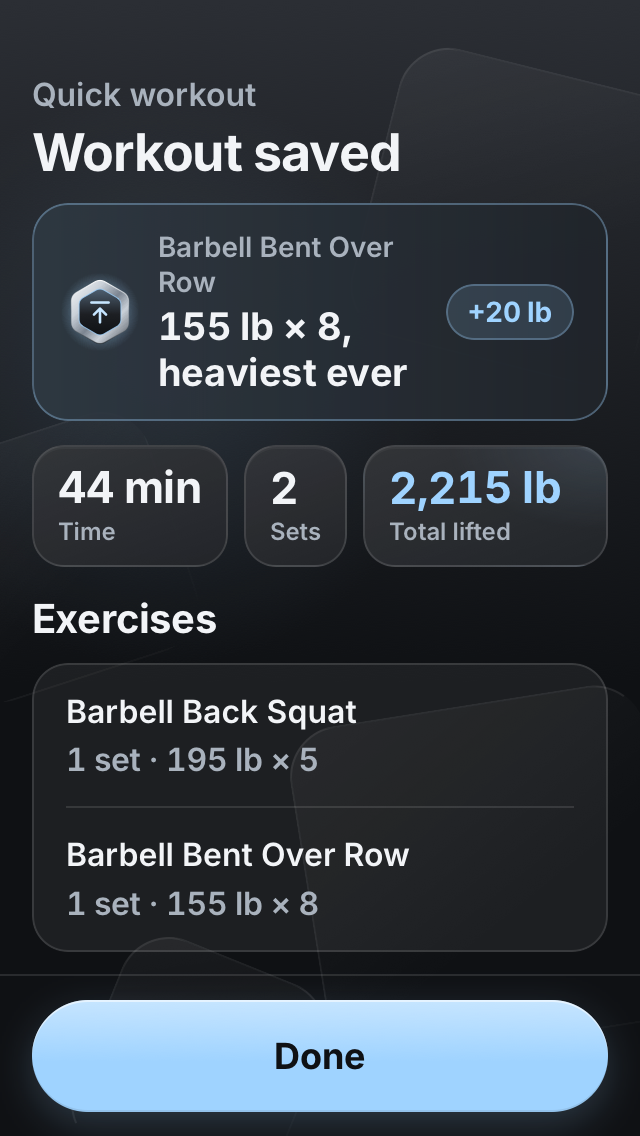 Quick workout
Workout saved
Barbell Bent Over
Row
155 lb × 8,
heaviest ever
+20 lb
44 min
Time
2
Sets
2,215 lb
Total lifted
Exercises
Barbell Back Squat
1 set · 195 lb × 5
Barbell Bent Over Row
1 set · 155 lb × 8
Done